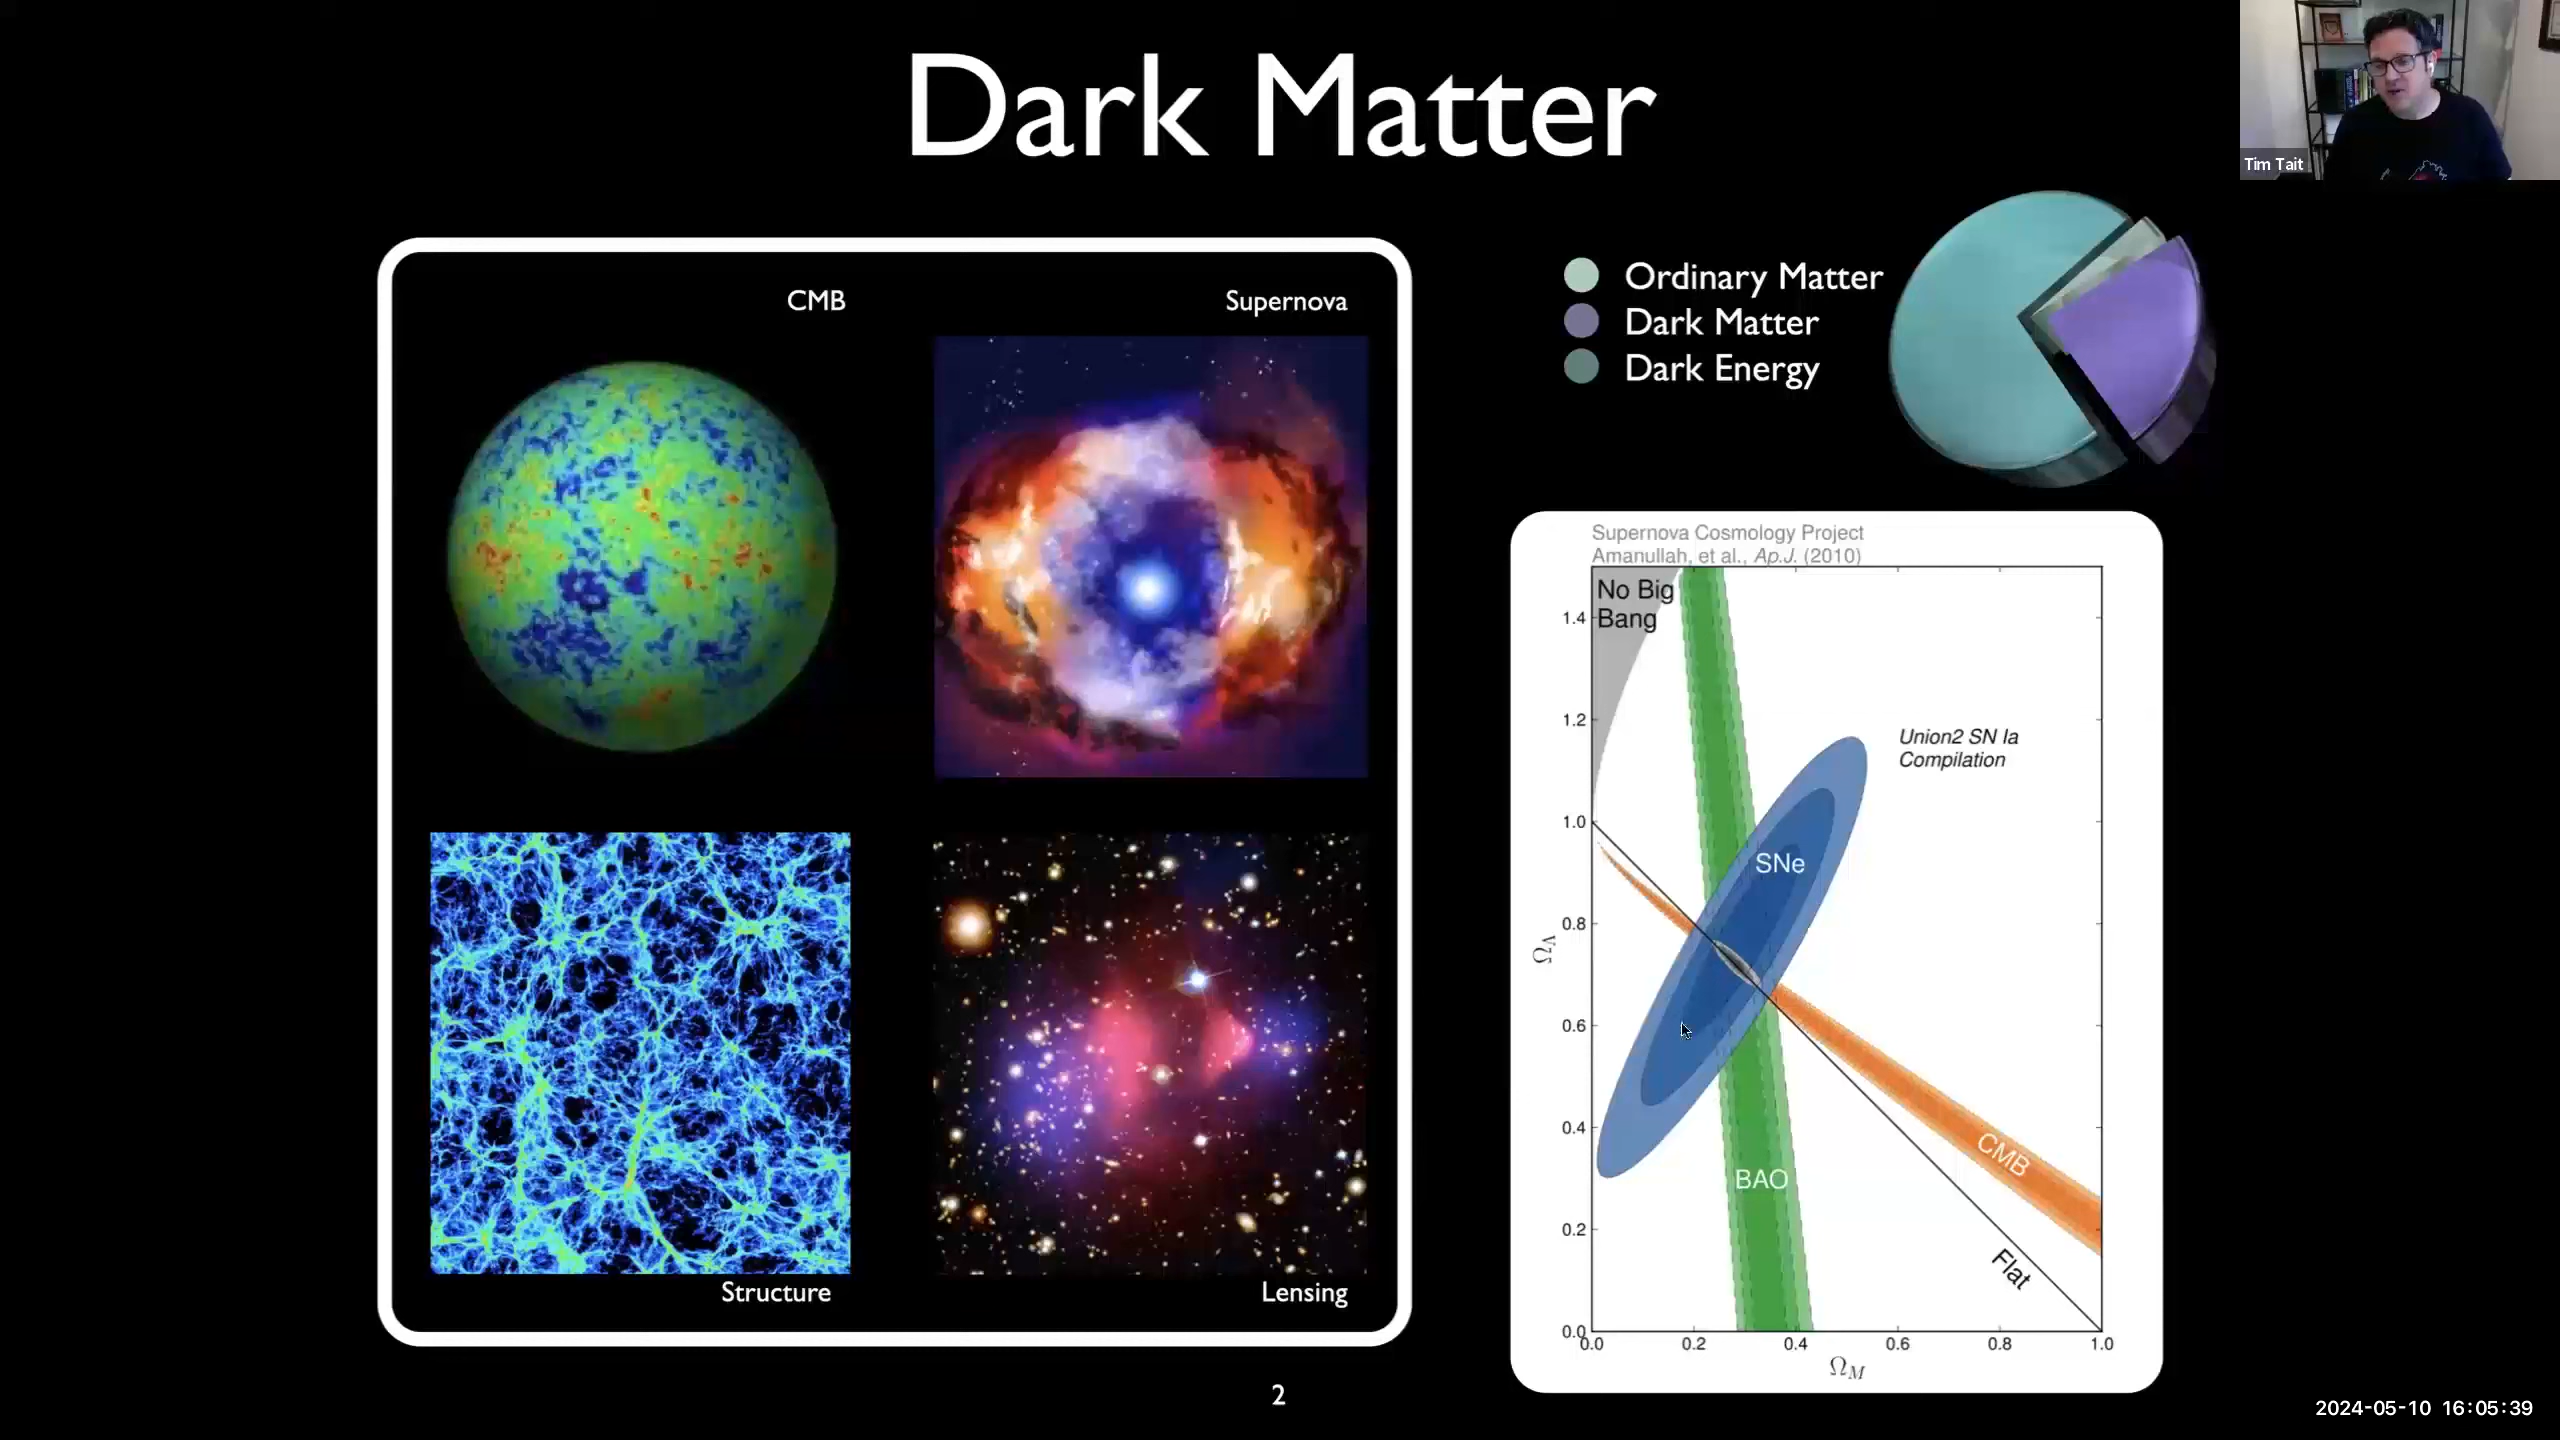 Dark Matter
Tim Tait
CMB
Supernova
Structure
Lensing
Ordinary Matter
Dark Matter
Dark Energy
Supernova Cosmology Project
Amanullah, et al., Ap.J. (2010)
No Big
Bang
1.4
1.2
1.0
0.8
0.6
0.4
0.2
0.0
Ω_Λ
Union2 SN Ia
Compilation
SNe
BAO
CMB
Flat
0.0 0.2 0.4 0.6 0.8 1.0
Ω_M
2
2024-05-10 16:05:39